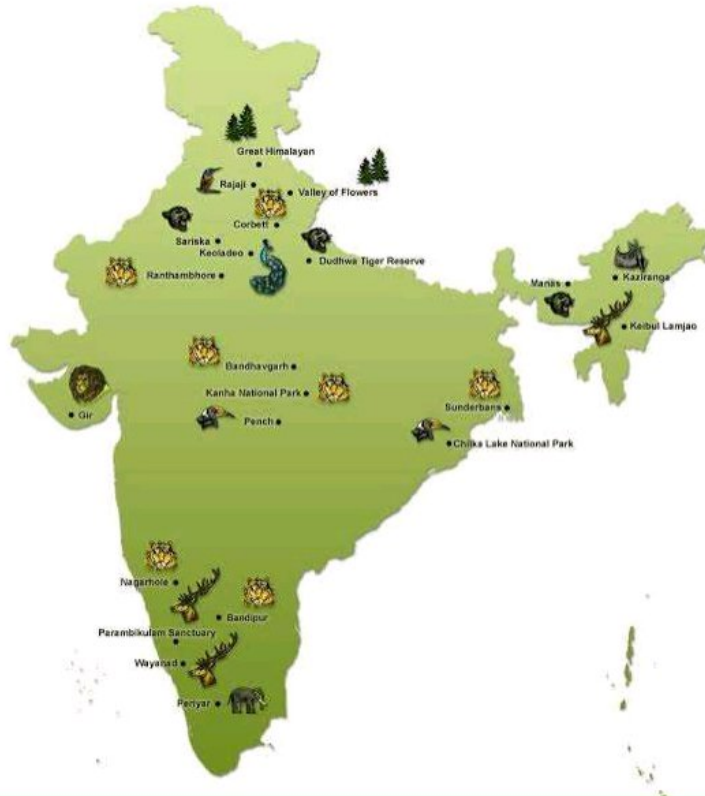 Great Himalayan
Rajaji
Valley of Flowers
Corbett
Sariska
Keoladeo
Dudhwa Tiger Reserve
Ranthambhore
Manas
Kaziranga
Keibul Lamjao
Bandhavgarh
Kanha National Park
Sunderbans
Gir
Pench
Chilka Lake National Park
Nagarhole
Bandipur
Parambikulam Sanctuary
Wayanad
Periyar